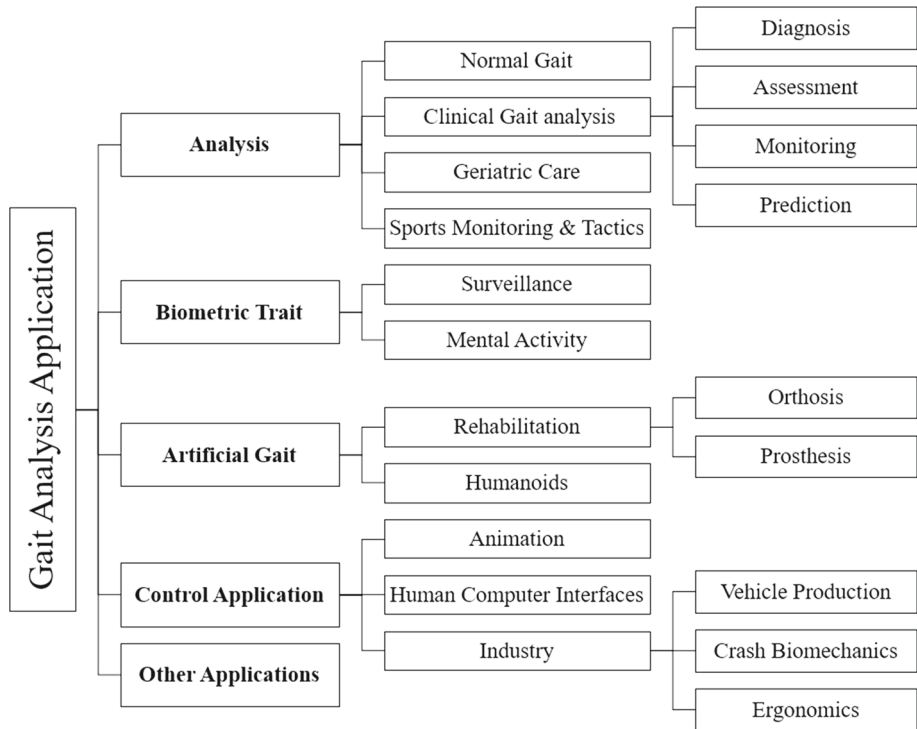 Gait Analysis Application
Analysis
Normal Gait
Clinical Gait analysis
Diagnosis
Assessment
Monitoring
Prediction
Geriatric Care
Sports Monitoring & Tactics
Biometric Trait
Surveillance
Mental Activity
Artificial Gait
Rehabilitation
Orthosis
Prosthesis
Humanoids
Control Application
Animation
Human Computer Interfaces
Industry
Vehicle Production
Crash Biomechanics
Ergonomics
Other Applications